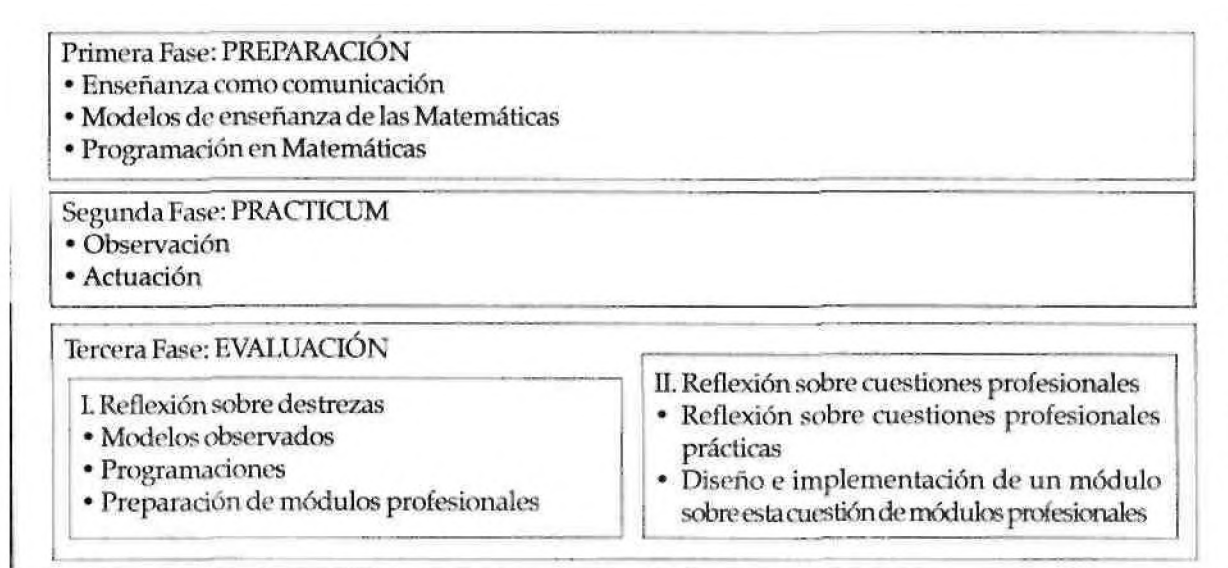 Primera Fase: PREPARACIÓN
• Enseñanza como comunicación
• Modelos de enseñanza de las Matemáticas
• Programación en Matemáticas
Segunda Fase: PRACTICUM
• Observación
• Actuación
Tercera Fase: EVALUACIÓN
I. Reflexión sobre destrezas
• Modelos observados
• Programaciones
• Preparación de módulos profesionales
II. Reflexión sobre cuestiones profesionales
• Reflexión sobre cuestiones profesionales
prácticas
• Diseño e implementación de un módulo
sobre esta cuestión de módulos profesionales